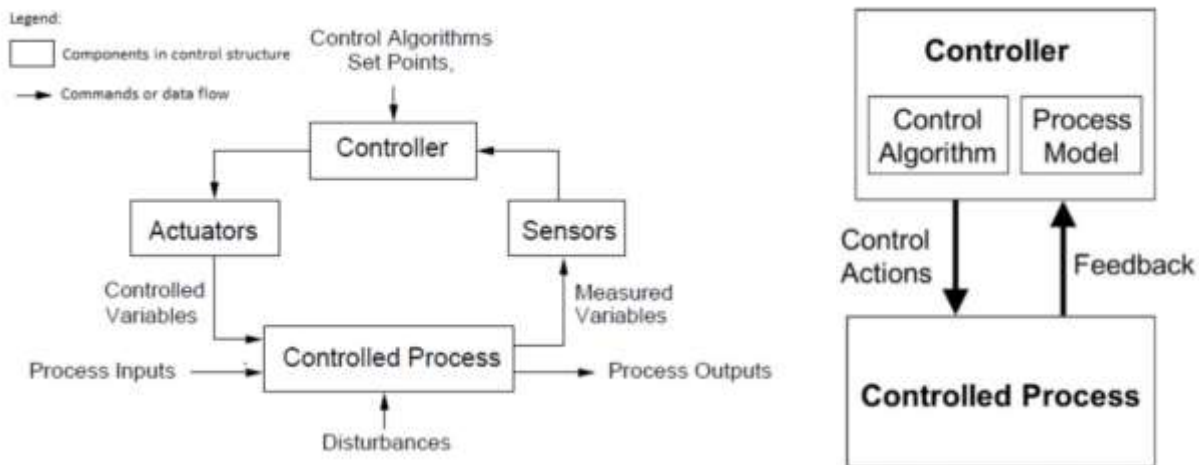 Legend:
Components in control structure
Commands or data flow
Control Algorithms
Set Points,
Controller
Actuators
Sensors
Controlled
Variables
Measured
Variables
Process Inputs
Controlled Process
Process Outputs
Disturbances
Controller
Control
Algorithm
Process
Model
Control
Actions
Feedback
Controlled Process